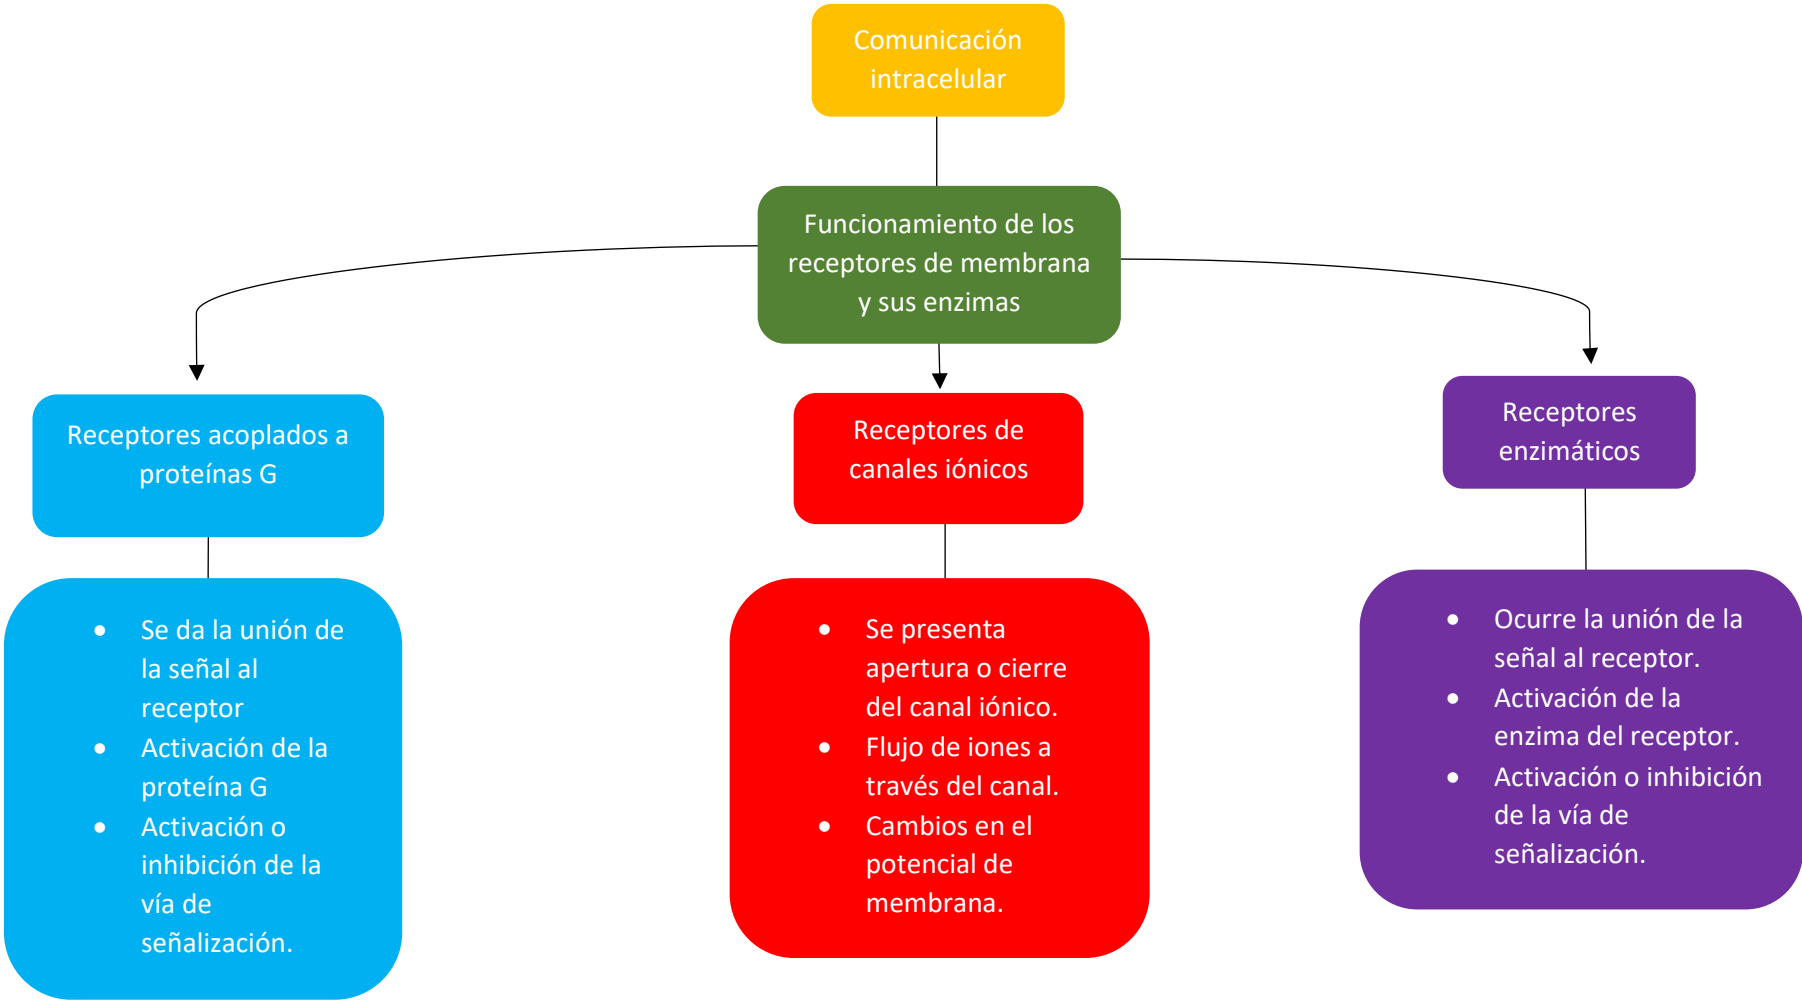 Comunicación
intracelular
Funcionamiento de los
receptores de membrana
y sus enzimas
Receptores acoplados a
proteínas G
Receptores de
canales iónicos
Receptores
enzimáticos
• Se da la unión de
la señal al
receptor
• Activación de la
proteína G
• Activación o
inhibición de la
vía de
señalización.
• Se presenta
apertura o cierre
del canal iónico.
• Flujo de iones a
través del canal.
• Cambios en el
potencial de
membrana.
• Ocurre la unión de la
señal al receptor.
• Activación de la
enzima del receptor.
• Activación o inhibición
de la vía de
señalización.